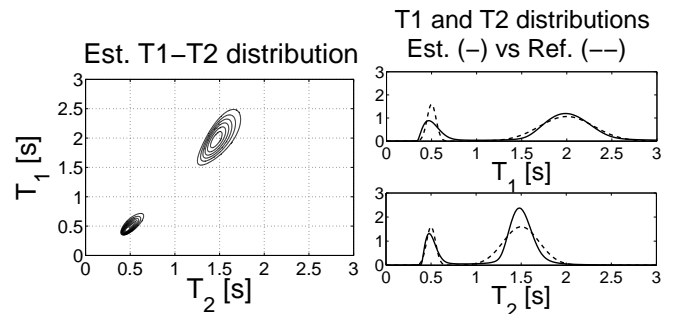 Est. T1−T2 distribution
3
2.5
2
1.5
1
0.5
0
0 0.5 1 1.5 2 2.5 3
T1 [s]
T2 [s]
T1 and T2 distributions
Est. (−) vs Ref. (−−)
3
2
1
0
0 0.5 1 1.5 2 2.5 3
T1 [s]
3
2
1
0
0 0.5 1 1.5 2 2.5 3
T2 [s]